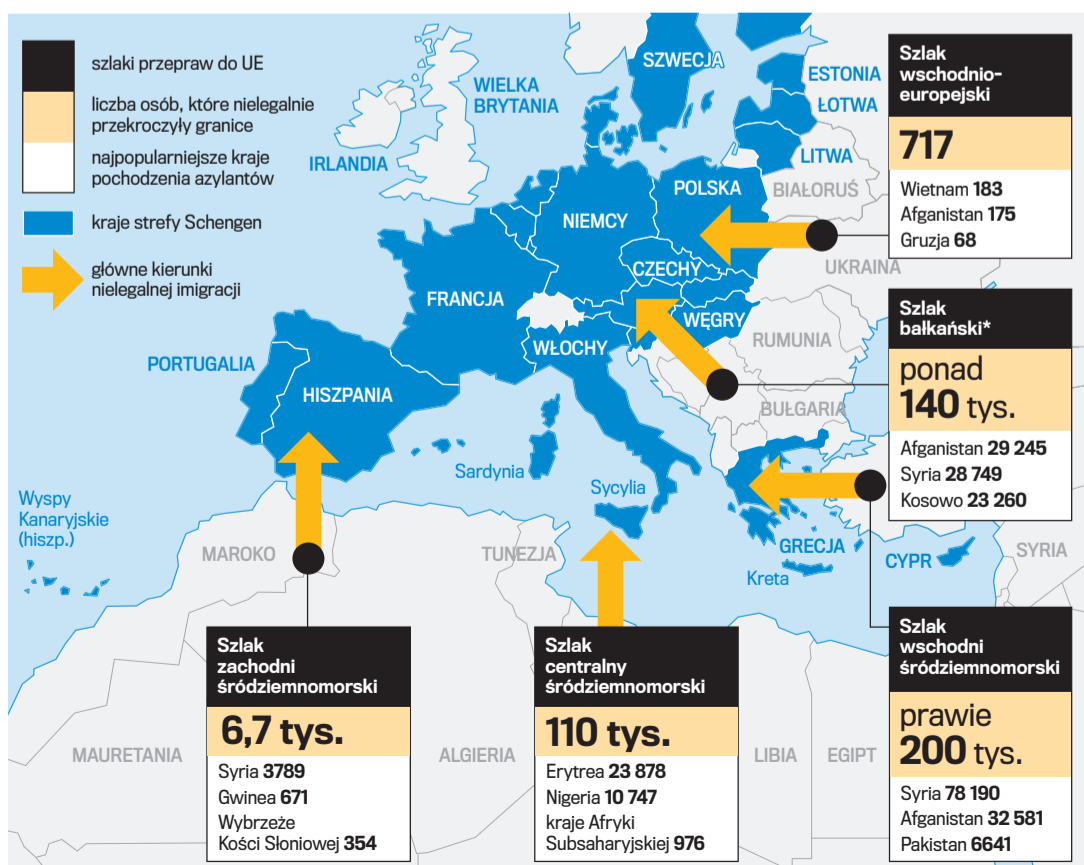 szlaki przepraw do UE
liczba osób, które nielegalnie
przekroczyły granice
najpopularniejsze kraje
pochodzenia azylantów
kraje strefy Schengen
główne kierunki
nielegalnej imigracji
SZWECJA
WIELKA
BRYTANIA
IRLANDIA
ESTONIA
ŁOTWA
LITWA
POLSKA
BIAŁORUŚ
NIEMCY
UKRAINA
CZECHY
FRANCJA
WĘGRY
WŁOCHY
RUMUNIA
PORTUGALIA
HISZPANIA
BUŁGARIA
Sardynia
Sycylia
Wyspy
Kanaryjskie
(hiszp.)
MAROKO
TUNEZJA
GRECJA
Kreta
CYPR
SYRIA
MAURETANIA
ALGIERIA
LIBIA
EGIPT
Szlak
wschodnio-
europejski
717
Wietnam 183
Afganistan 175
Gruzja 68
Szlak
bałkański*
ponad
140 tys.
Afganistan 29 245
Syria 28 749
Kosowo 23 260
Szlak
zachodni
śródziemnomorski
6,7 tys.
Syria 3789
Gwinea 671
Wybrzeże
Kości Słoniowej 354
Szlak
centralny
śródziemnomorski
110 tys.
Erytrea 23 878
Nigeria 10 747
kraje Afryki
Subsaharyjskiej 976
Szlak
wschodni
śródziemnomorski
prawie
200 tys.
Syria 78 190
Afganistan 32 581
Pakistan 6641